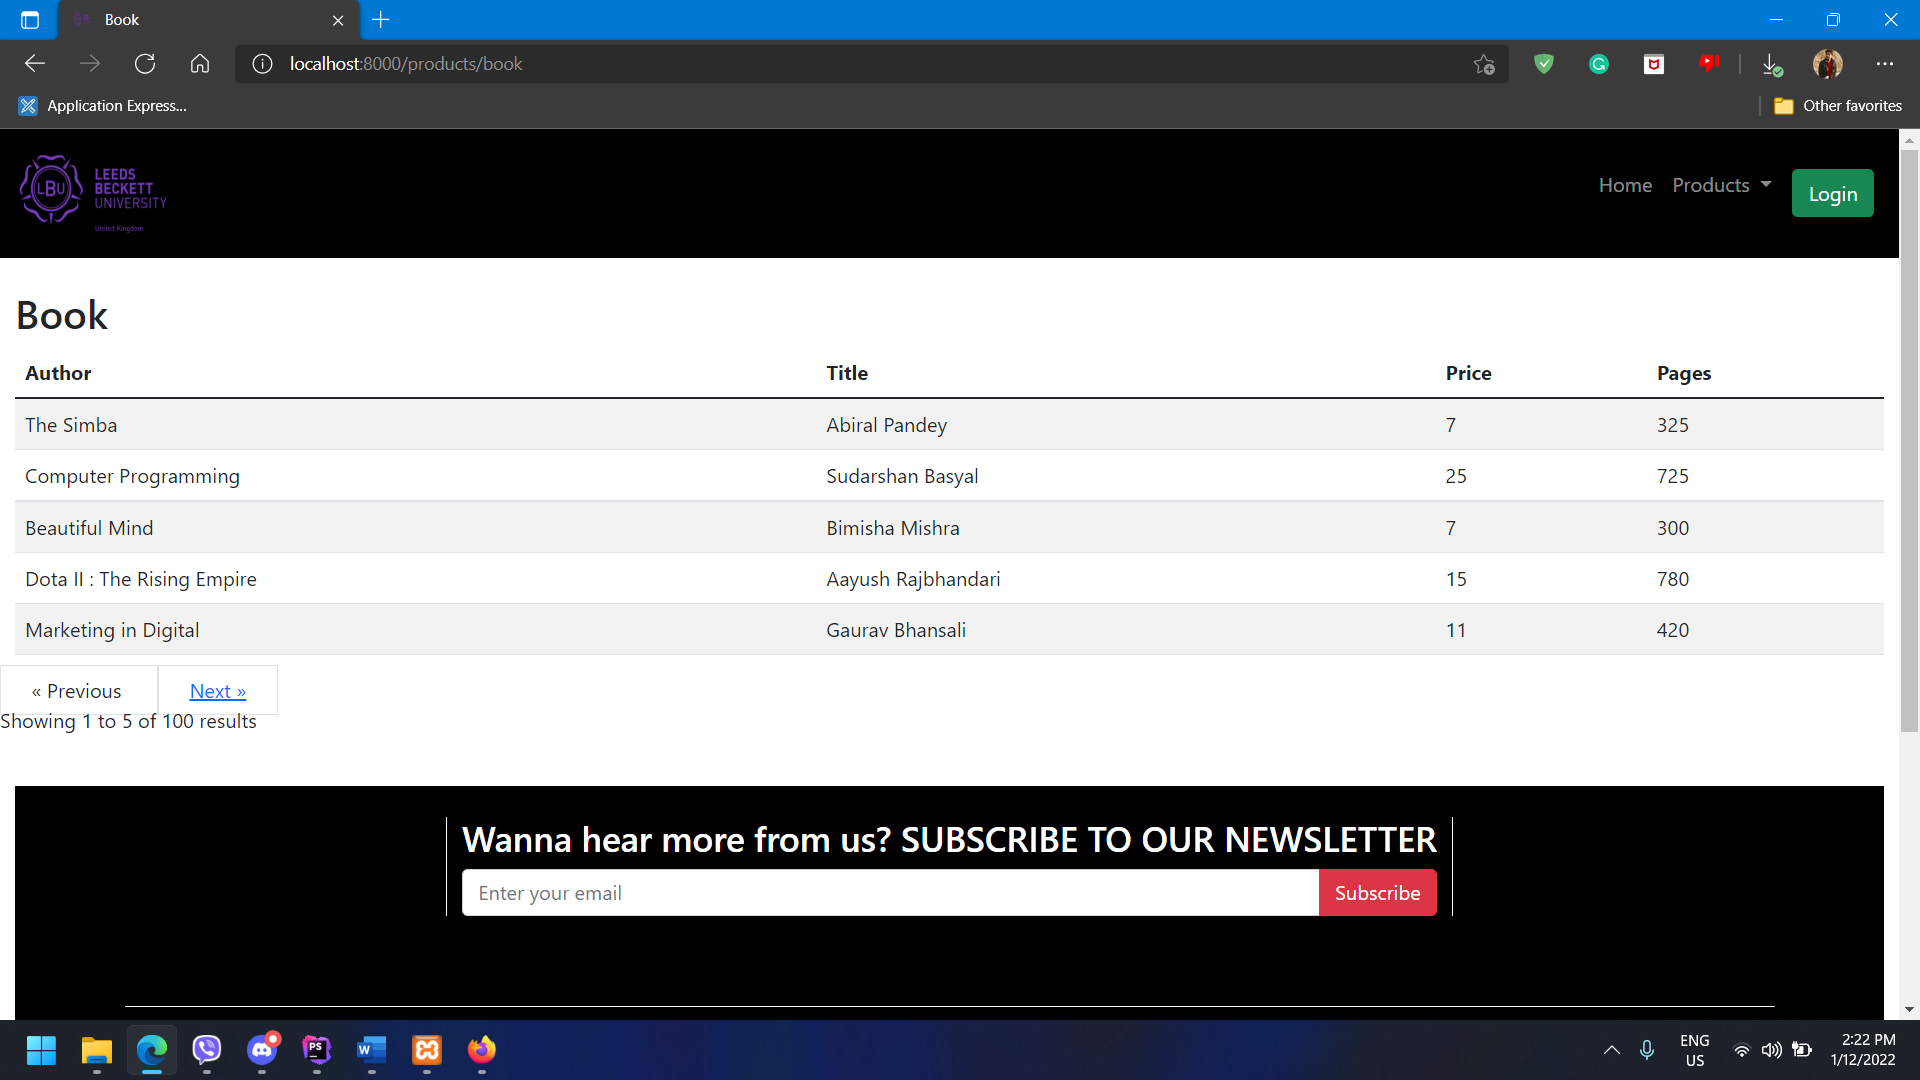 Book
localhost:8000/products/book
Application Express...
Other favorites
LBU
LEEDS
BECKETT
UNIVERSITY
United Kingdom
Home Products Login
Book
Author Title Price Pages
The Simba Abiral Pandey 7 325
Computer Programming Sudarshan Basyal 25 725
Beautiful Mind Bimisha Mishra 7 300
Dota II : The Rising Empire Aayush Rajbhandari 15 780
Marketing in Digital Gaurav Bhansali 11 420
« Previous Next »
Showing 1 to 5 of 100 results
Wanna hear more from us? SUBSCRIBE TO OUR NEWSLETTER
Enter your email Subscribe
PS
W
ENG
US
2:22 PM
1/12/2022